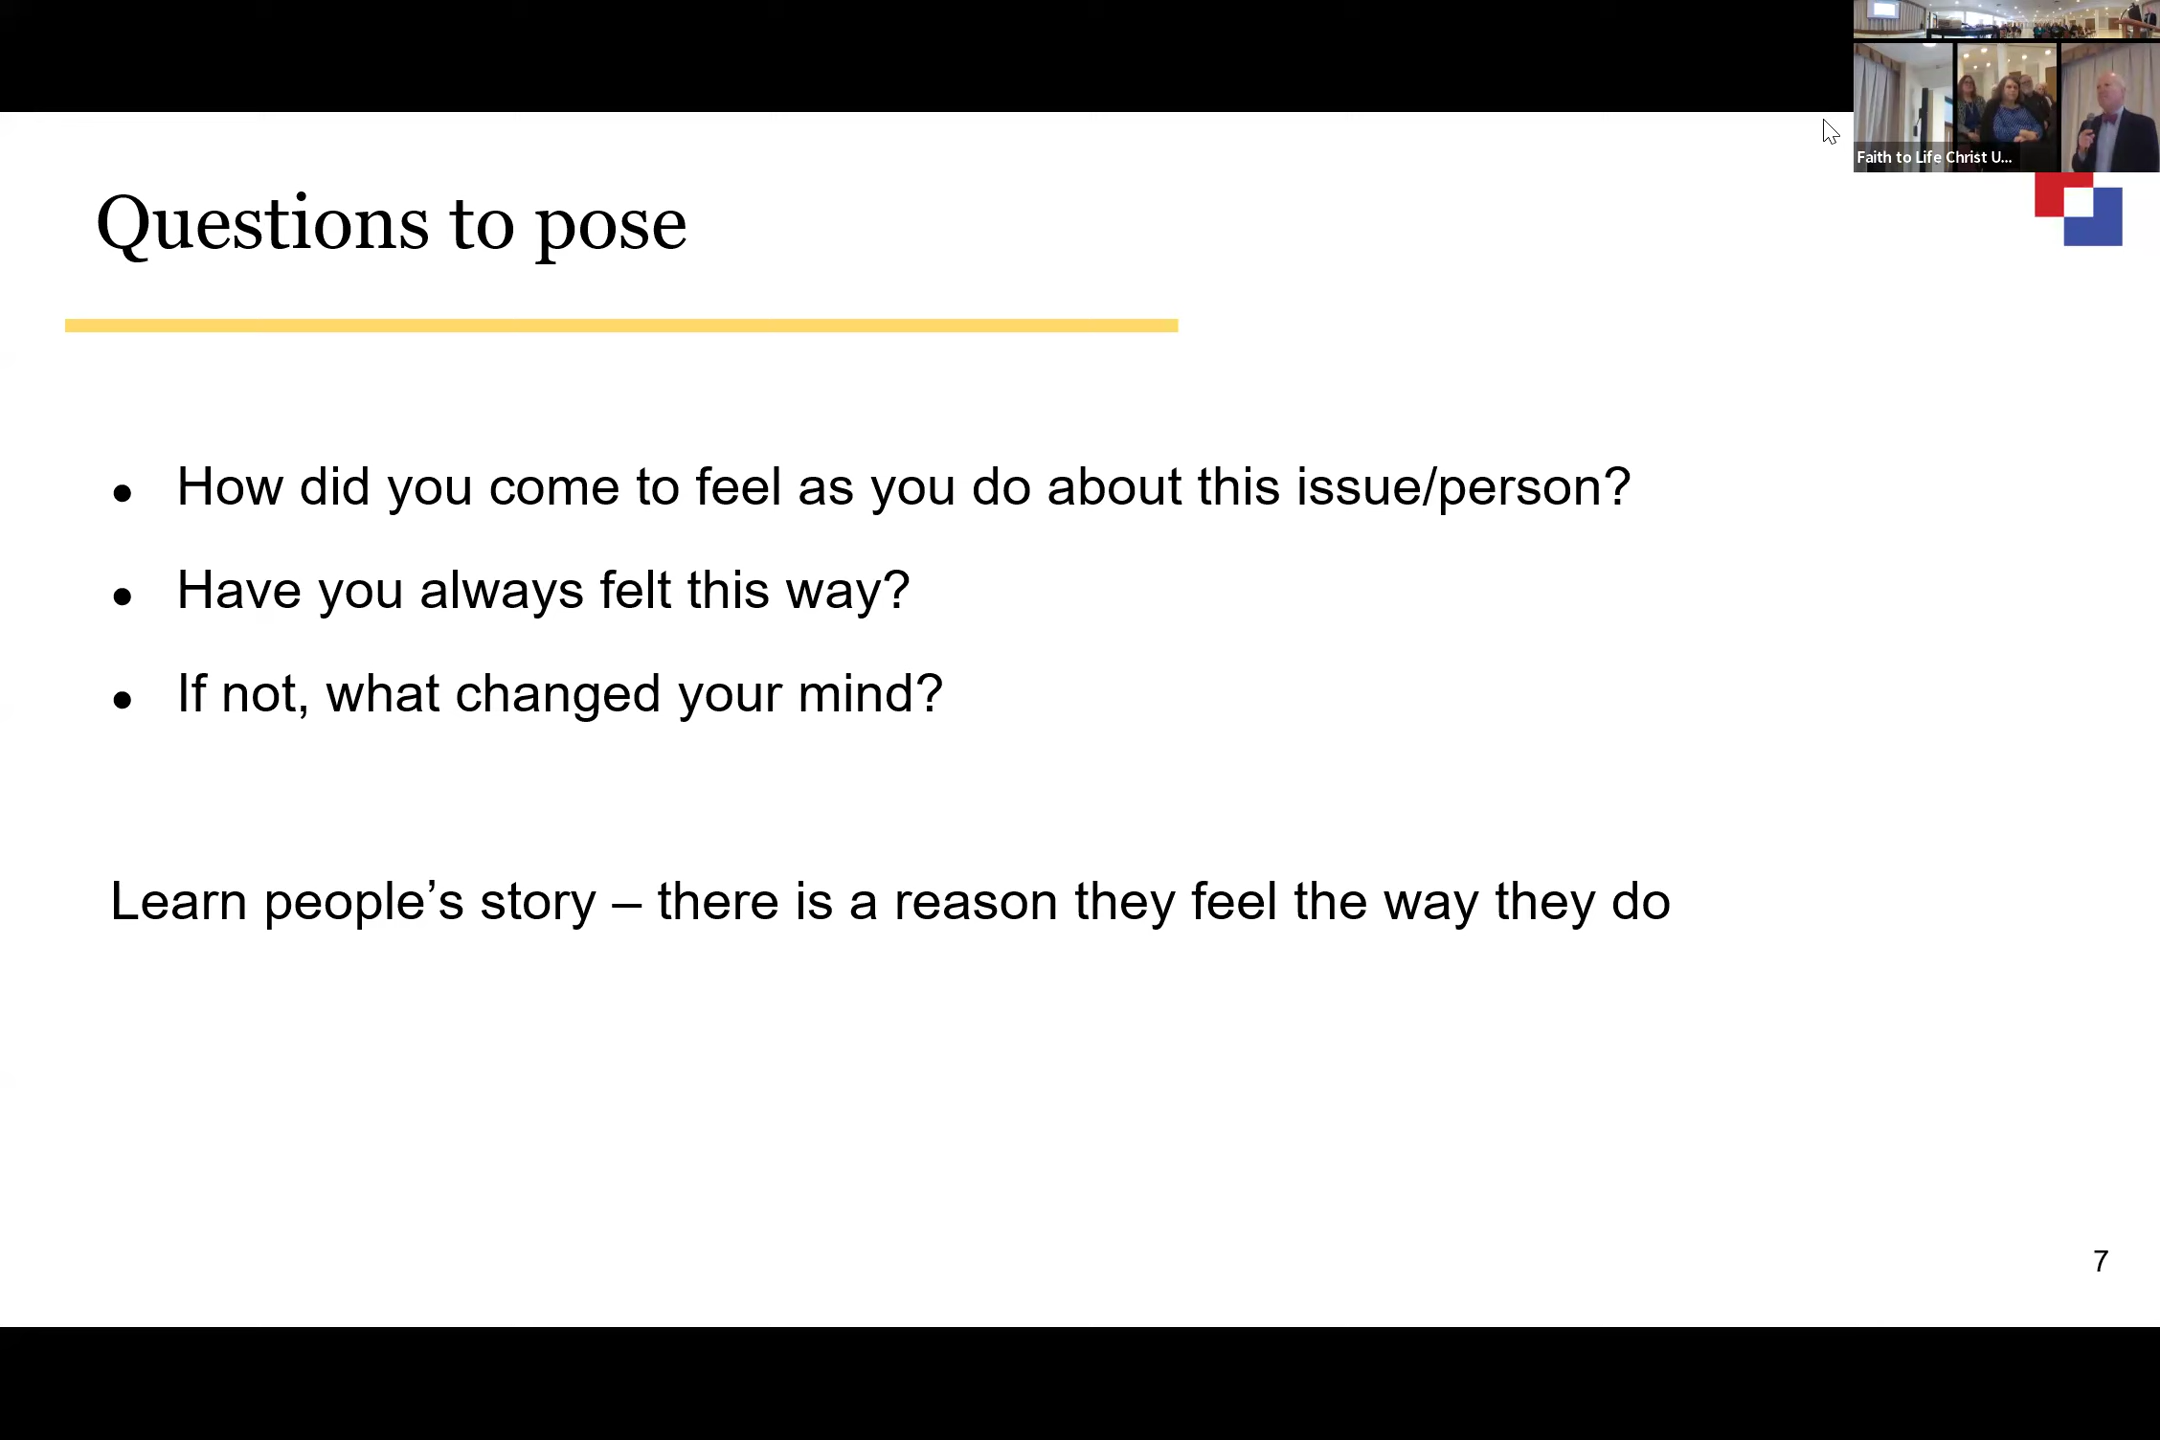 Faith to Life Christ U...
Questions to pose
● How did you come to feel as you do about this issue/person?
● Have you always felt this way?
● If not, what changed your mind?
Learn people’s story – there is a reason they feel the way they do
7